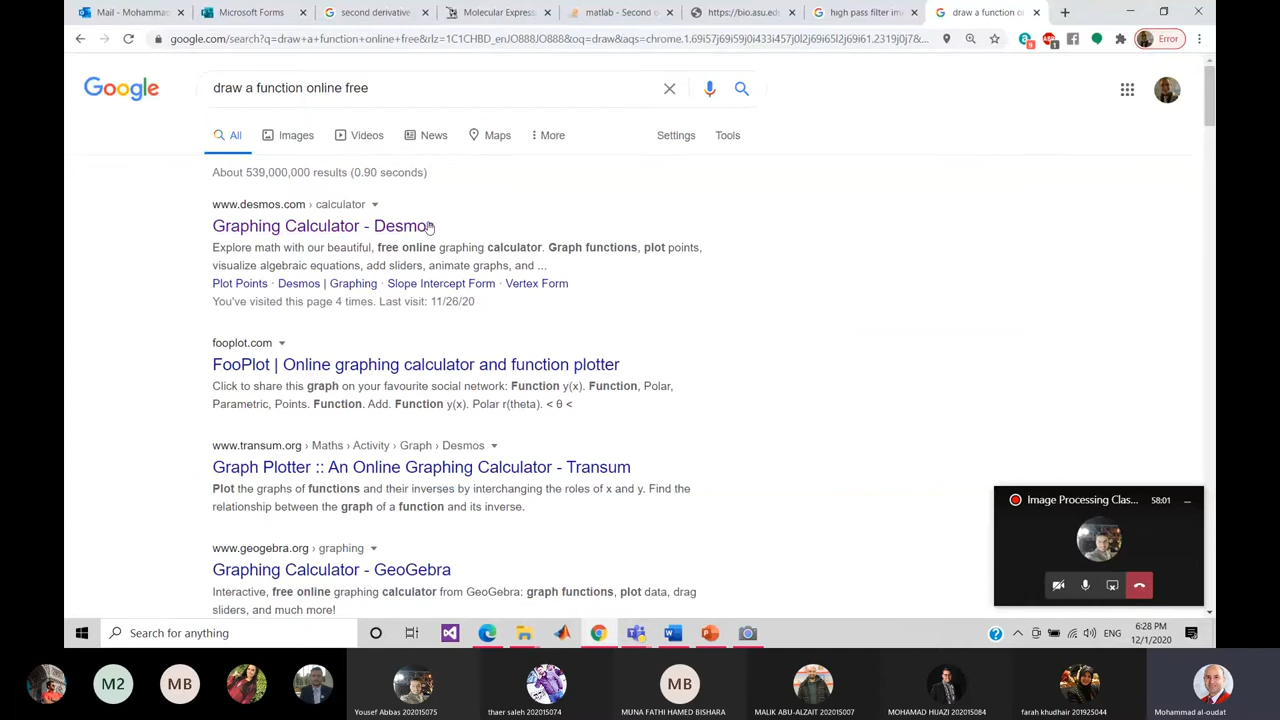 Mail - Mohammac
Microsoft Forms
second derivative
Molecular Express
matlab - Second o
https://bio.asu.ed
high pass filter im
draw a function o
google.com/search?q=draw+a+function+online+free&rlz=1C1CHBD_enJO888JO888&oq=draw&aqs=chrome.1.69i57j69i59j0i433i457j0l2j69i65l2j69i61.2319j0j7&...
9
1
Error
Google
draw a function online free
All
Images
Videos
News
Maps
More
Settings
Tools
About 539,000,000 results (0.90 seconds)
www.desmos.com › calculator
Graphing Calculator - Desmo
Explore math with our beautiful, free online graphing calculator. Graph functions, plot points,
visualize algebraic equations, add sliders, animate graphs, and ...
Plot Points · Desmos | Graphing · Slope Intercept Form · Vertex Form
You've visited this page 4 times. Last visit: 11/26/20
fooplot.com
FooPlot | Online graphing calculator and function plotter
Click to share this graph on your favourite social network: Function y(x). Function, Polar,
Parametric, Points. Function. Add. Function y(x). Polar r(theta). < θ <
www.transum.org › Maths › Activity › Graph › Desmos
Graph Plotter :: An Online Graphing Calculator - Transum
Plot the graphs of functions and their inverses by interchanging the roles of x and y. Find the
relationship between the graph of a function and its inverse.
www.geogebra.org › graphing
Graphing Calculator - GeoGebra
Interactive, free online graphing calculator from GeoGebra: graph functions, plot data, drag
sliders, and much more!
Image Processing Clas...
58:01
Search for anything
ENG
6:28 PM
12/1/2020
M2
MB
MB
Yousef Abbas 202015075
thaer saleh 202015074
MUNA FATHI HAMED BISHARA
MALIK ABU-ALZAIT 202015007
MOHAMAD HIJAZI 202015084
farah khudhair 201925044
Mohammad al-oudat